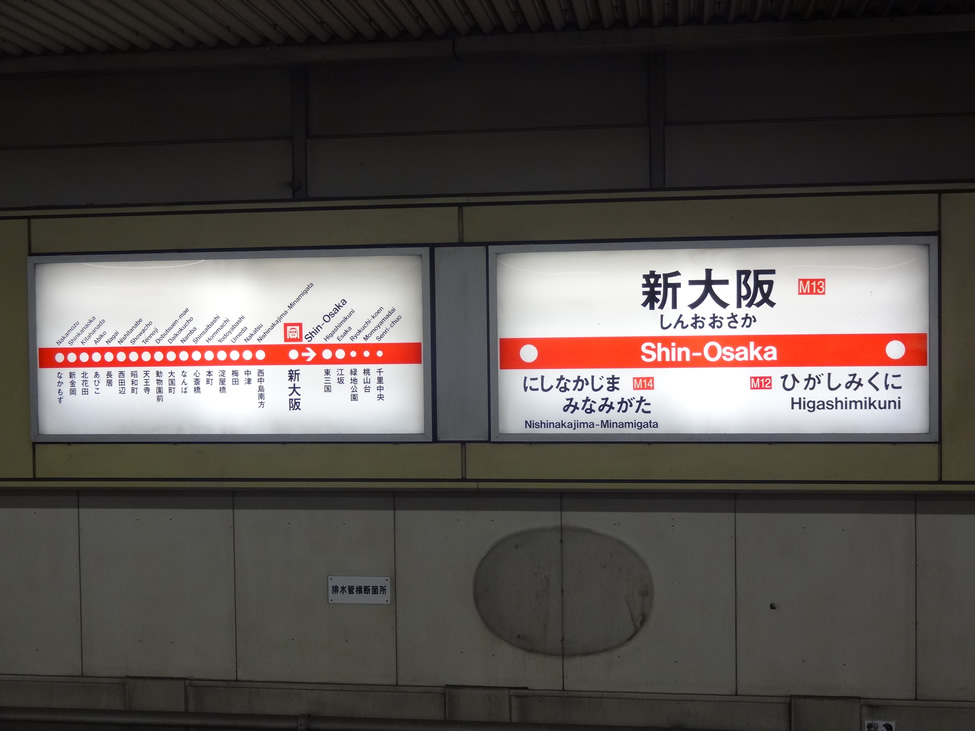 Nakamozu
Shinkanaoka
Kitahanada
Abiko
Nagai
Nishitanabe
Showacho
Tennoji
Dobutsuen-mae
Daikokucho
Namba
Shinsaibashi
Hommachi
Yodoyabashi
Umeda
Nakatsu
Nishinakajima-Minamigata
Shin-Osaka
Higashimikuni
Esaka
Ryokuchi-koen
Momoyamadai
Senri-chuo
なかもず
新金岡
北花田
あびこ
長居
西田辺
昭和町
天王寺
動物園前
大国町
なんば
心斎橋
本町
淀屋橋
梅田
中津
西中島南方
新大阪
東三国
江坂
緑地公園
桃山台
千里中央
新大阪 M13
しんおおさか
Shin-Osaka
にしなかじま M14
みなみがた
Nishinakajima-Minamigata
M12 ひがしみくに
Higashimikuni
排水管横断箇所